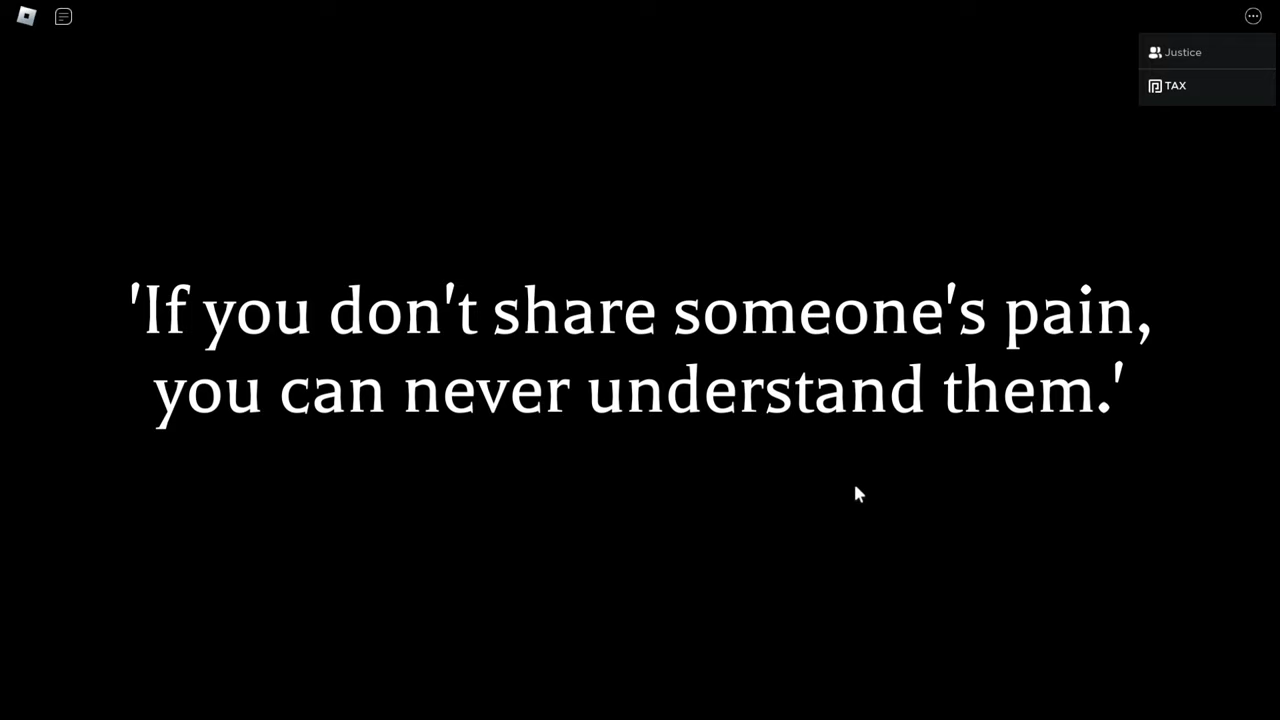 Justice
TAX
'If you don't share someone's pain,
you can never understand them.'